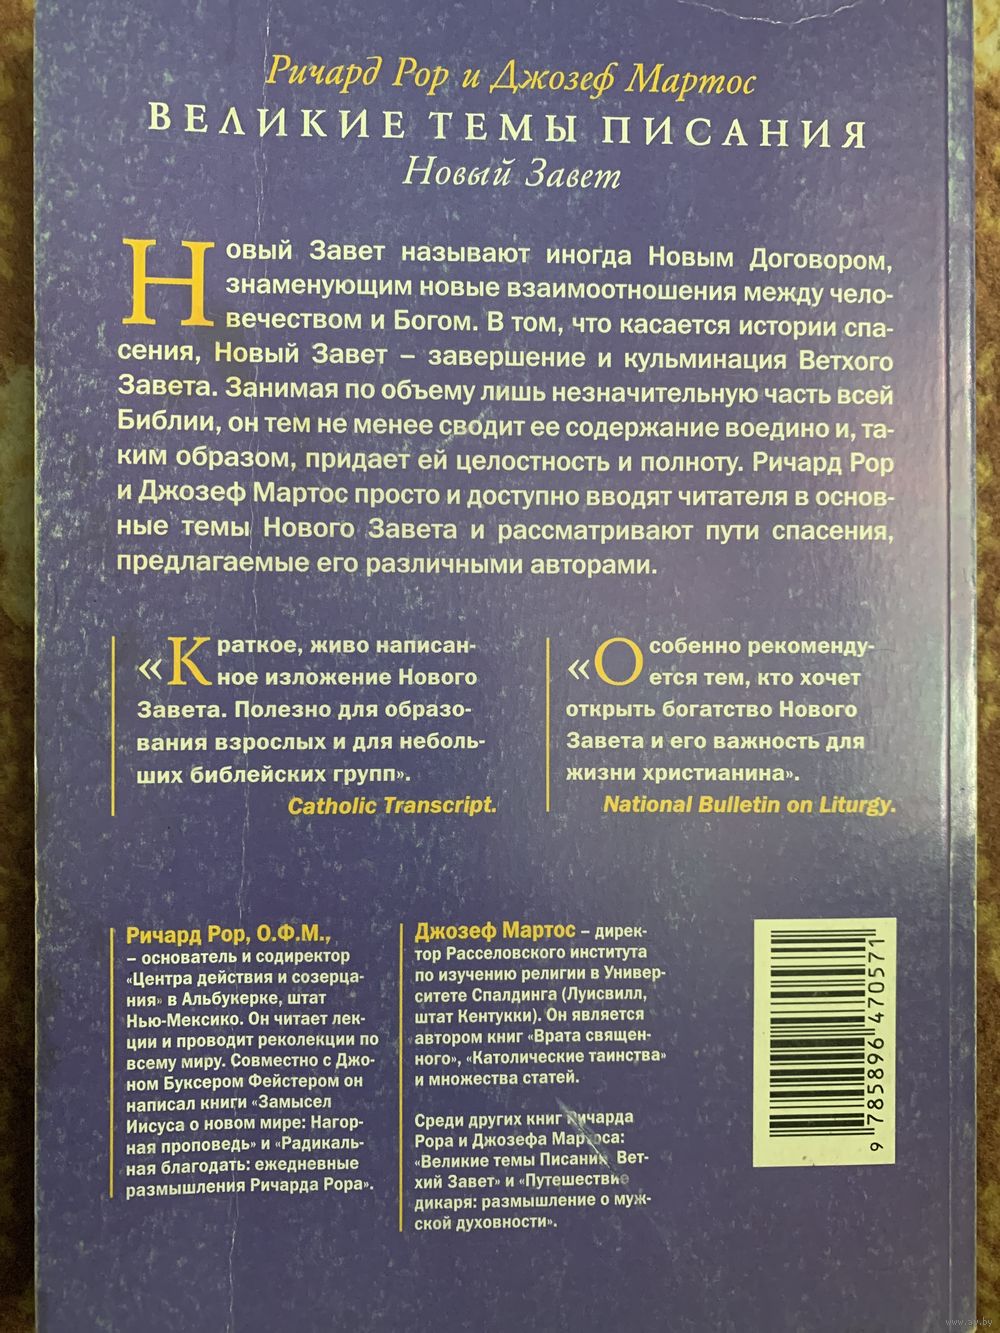 Ричард Рор и Джозеф Мартос
ВЕЛИКИЕ ТЕМЫ ПИСАНИЯ
Новый Завет
Новый Завет называют иногда Новым Договором,
знаменующим новые взаимоотношения между чело-
вечеством и Богом. В том, что касается истории спа-
сения, Новый Завет – завершение и кульминация Ветхого
Завета. Занимая по объему лишь незначительную часть всей
Библии, он тем не менее сводит ее содержание воедино и, та-
ким образом, придает ей целостность и полноту. Ричард Рор
и Джозеф Мартос просто и доступно вводят читателя в основ-
ные темы Нового Завета и рассматривают пути спасения,
предлагаемые его различными авторами.
«Краткое, живо написан-
ное изложение Нового
Завета. Полезно для образо-
вания взрослых и для неболь-
ших библейских групп».
Catholic Transcript.
«Особенно рекоменду-
ется тем, кто хочет
открыть богатство Нового
Завета и его важность для
жизни христианина».
National Bulletin on Liturgy.
Ричард Рор, О.Ф.М.,
– основатель и содиректор
«Центра действия и созерца-
ния» в Альбукерке, штат
Нью-Мексико. Он читает лек-
ции и проводит реколекции по
всему миру. Совместно с Джо-
ном Буксером Фейстером он
написал книги «Замысел
Иисуса о новом мире: Нагор-
ная проповедь» и «Радикаль-
ная благодать: ежедневные
размышления Ричарда Рора».
Джозеф Мартос – дирек-
тор Расселовского института
по изучению религии в Универ-
ситете Спалдинга (Луисвилл,
штат Кентукки). Он является
автором книг «Врата священ-
ного», «Католические таинства»
и множества статей.
Среди других книг Ричарда
Рора и Джозефа Мартоса:
«Великие темы Писания. Вет-
хий Завет» и «Путешествие
дикаря: размышление о муж-
ской духовности».
9 785896 470571
www.ay.by